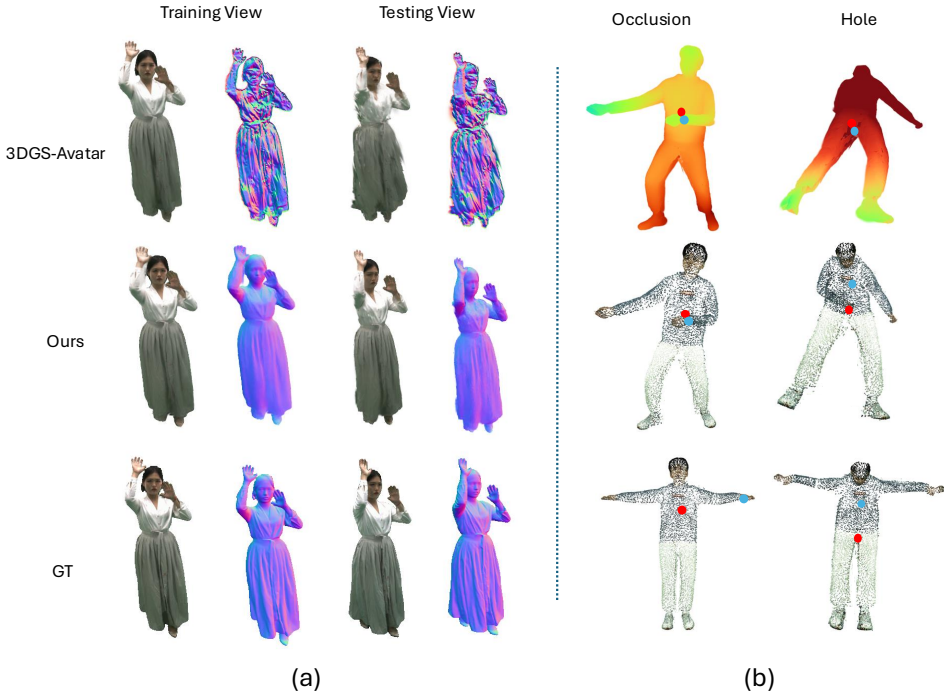 Training View
Testing View
Occlusion
Hole
3DGS-Avatar
Ours
GT
(a)
(b)